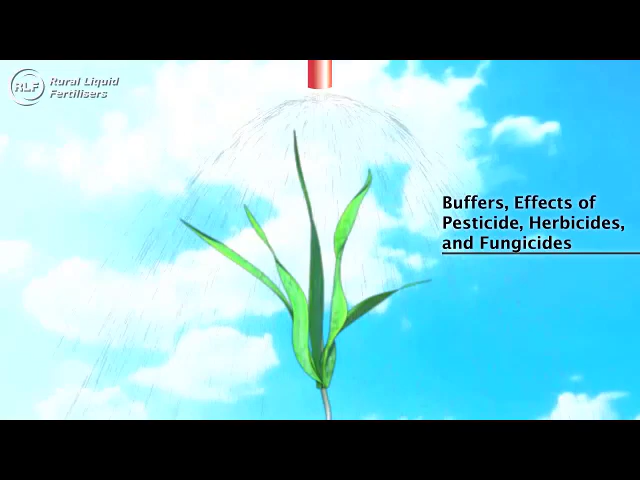 RLF
Rural Liquid
Fertilisers
Buffers, Effects of
Pesticide, Herbicides,
and Fungicides